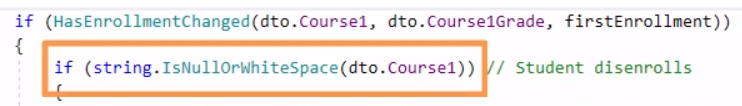 if (HasEnrollmentChanged(dto.Course1, dto.Course1Grade, firstEnrollment))
{
if (string.IsNullOrWhiteSpace(dto.Course1)) // Student disenrolls
{